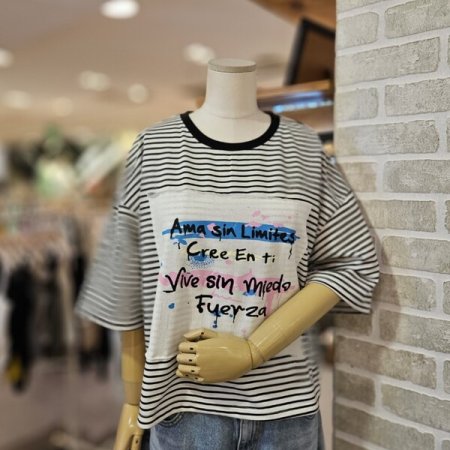 Ama sin Limites
Cree En ti
Vive sin miedo
Fuerza